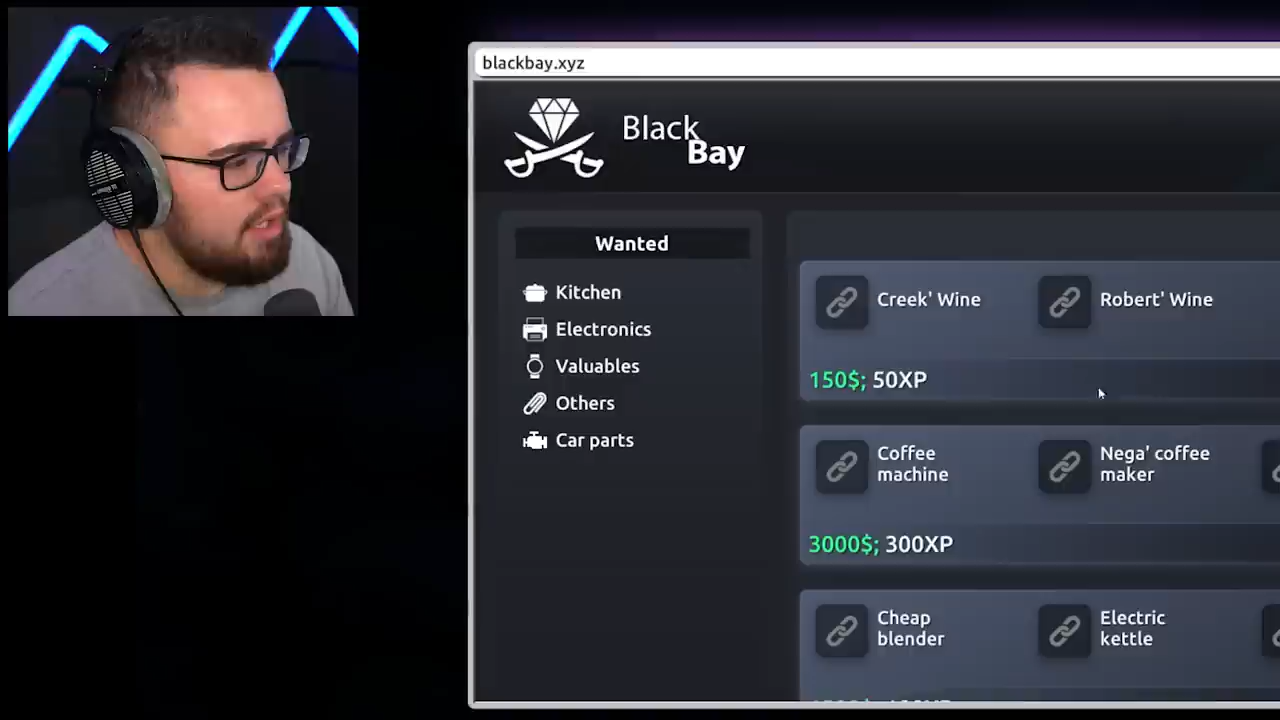 blackbay.xyz
Black
Bay
Wanted
Kitchen
Electronics
Valuables
Others
Car parts
Creek' Wine
Robert' Wine
150$; 50XP
Coffee
machine
Nega' coffee
maker
3000$; 300XP
Cheap
blender
Electric
kettle